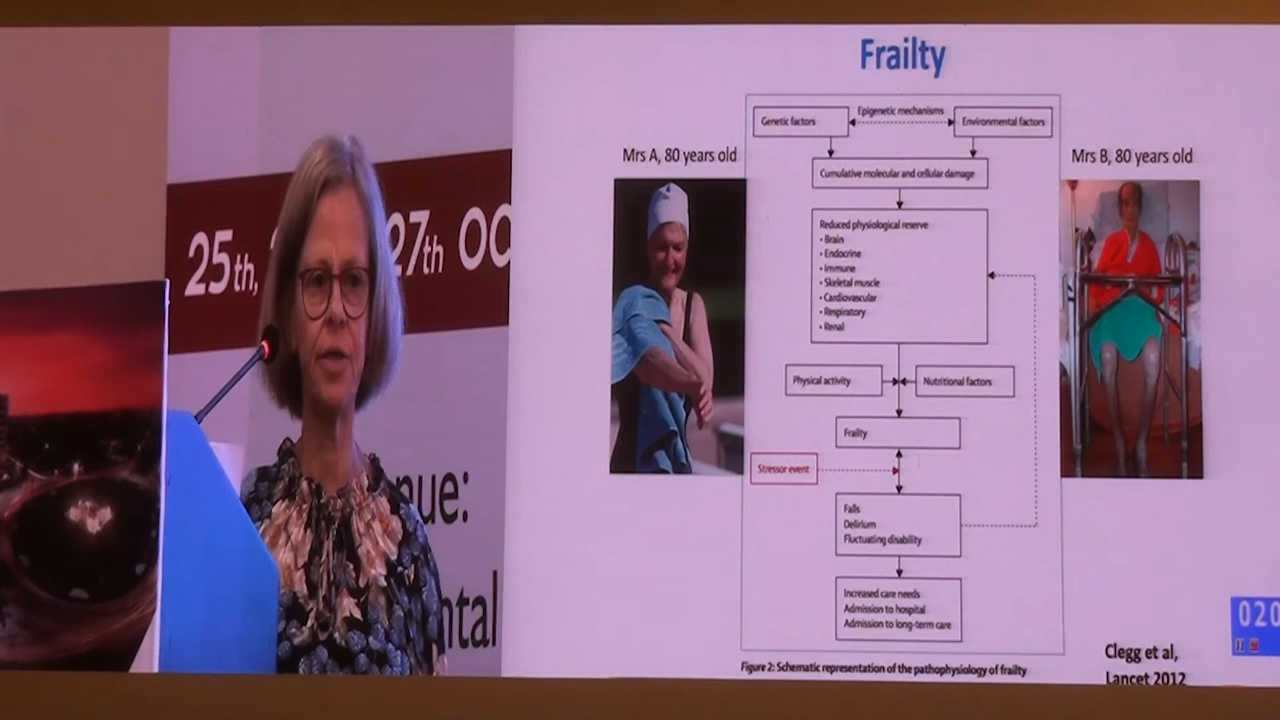 25th,
27th OC
nue:
ntal
Frailty
Mrs A, 80 years old
Mrs B, 80 years old
Genetic factors
Epigenetic mechanisms
Environmental factors
Cumulative molecular and cellular damage
Reduced physiological reserve
• Brain
• Endocrine
• Immune
• Skeletal muscle
• Cardiovascular
• Respiratory
• Renal
Physical activity
Nutritional factors
Frailty
Stressor event
Falls
Delirium
Fluctuating disability
Increased care needs
Admission to hospital
Admission to long-term care
Figure 2: Schematic representation of the pathophysiology of frailty
Clegg et al,
Lancet 2012
020